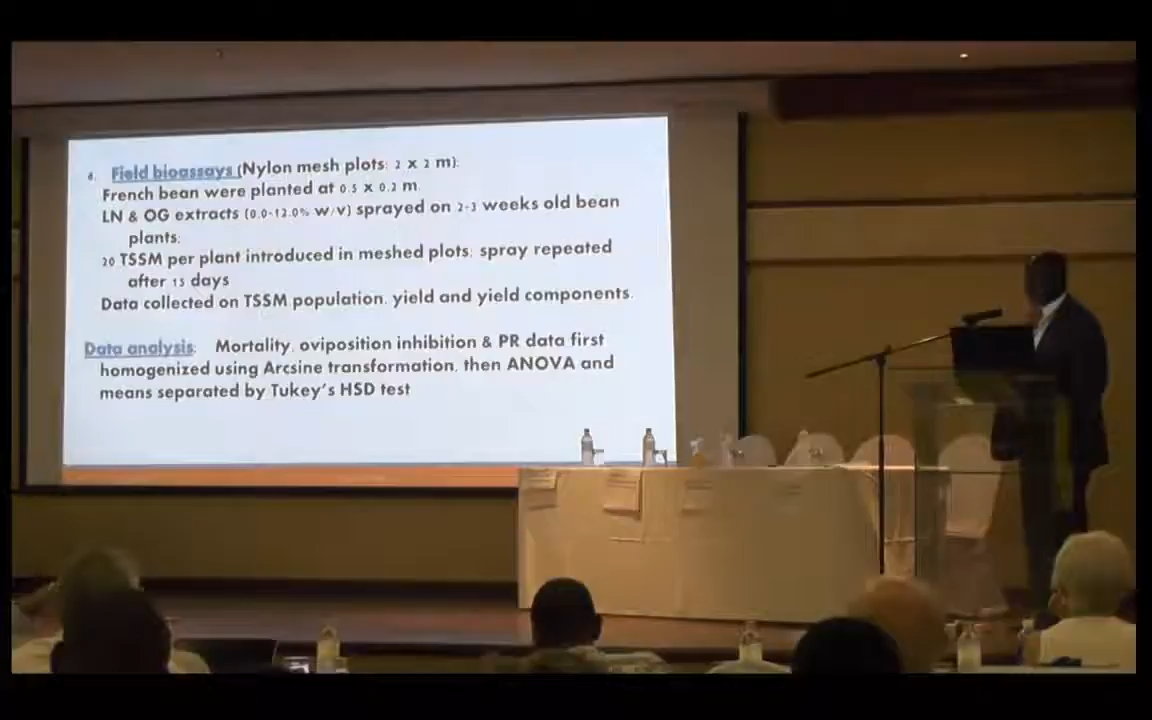 d. Field bioassays (Nylon mesh plots: 2 x 2 m):
French bean were planted at 0.5 x 0.2 m.
LN & OG extracts (0.0-12.0% w/v) sprayed on 2-3 weeks old bean
plants;
20 TSSM per plant introduced in meshed plots; spray repeated
after 15 days
Data collected on TSSM population, yield and yield components.
Data analysis: Mortality, oviposition inhibition & PR data first
homogenized using Arcsine transformation, then ANOVA and
means separated by Tukey's HSD test